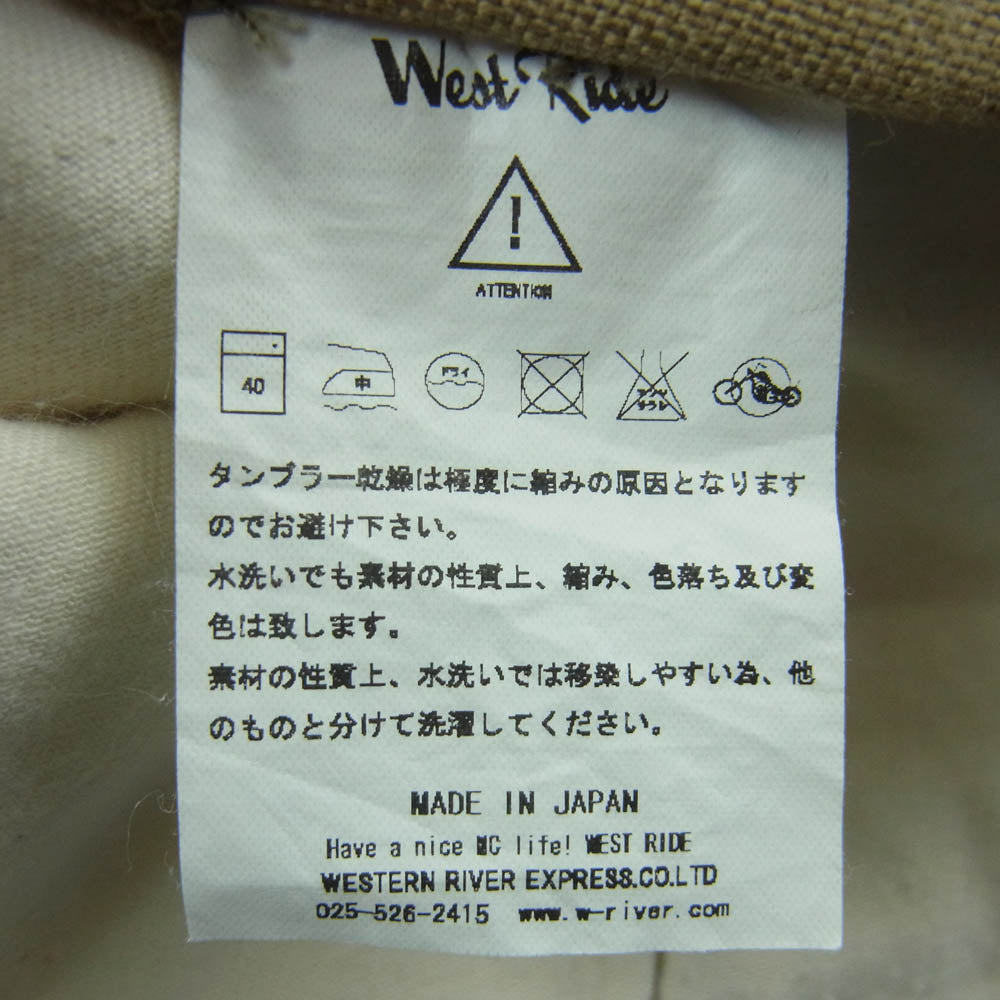 West Ride
!
ATTENTION
40 中 ドライ エンソ
サラシ
タンブラー乾燥は極度に縮みの原因となります
のでお避け下さい。
水洗いでも素材の性質上、縮み、色落ち及び変
色は致します。
素材の性質上、水洗いでは移染しやすい為、他
のものと分けて洗濯してください。
MADE IN JAPAN
Have a nice MC life! WEST RIDE
WESTERN RIVER EXPRESS.CO.LTD
025-526-2415 www.w-river.com